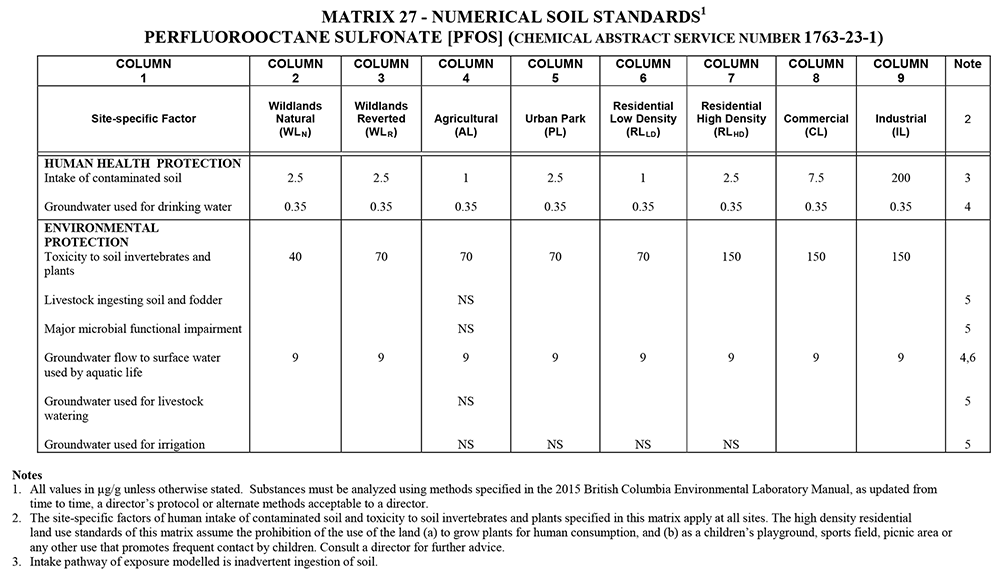 MATRIX 27 - NUMERICAL SOIL STANDARDS1
PERFLUOROOCTANE SULFONATE [PFOS] (CHEMICAL ABSTRACT SERVICE NUMBER 1763-23-1)
COLUMN 1 COLUMN 2 COLUMN 3 COLUMN 4 COLUMN 5 COLUMN 6 COLUMN 7 COLUMN 8 COLUMN 9 Note
Site-specific Factor Wildlands Natural (WLN) Wildlands Reverted (WLR) Agricultural (AL) Urban Park (PL) Residential Low Density (RLLD) Residential High Density (RLHD) Commercial (CL) Industrial (IL) 2
HUMAN HEALTH PROTECTION
Intake of contaminated soil 2.5 2.5 1 2.5 1 2.5 7.5 200 3
Groundwater used for drinking water 0.35 0.35 0.35 0.35 0.35 0.35 0.35 0.35 4
ENVIRONMENTAL
PROTECTION
Toxicity to soil invertebrates and 40 70 70 70 70 150 150 150
plants
Livestock ingesting soil and fodder NS 5
Major microbial functional impairment NS 5
Groundwater flow to surface water 9 9 9 9 9 9 9 9 4,6
used by aquatic life
Groundwater used for livestock NS 5
watering
Groundwater used for irrigation NS NS NS NS 5
Notes
1. All values in µg/g unless otherwise stated. Substances must be analyzed using methods specified in the 2015 British Columbia Environmental Laboratory Manual, as updated from
time to time, a director's protocol or alternate methods acceptable to a director.
2. The site-specific factors of human intake of contaminated soil and toxicity to soil invertebrates and plants specified in this matrix apply at all sites. The high density residential
land use standards of this matrix assume the prohibition of the use of the land (a) to grow plants for human consumption, and (b) as a children's playground, sports field, picnic area or
any other use that promotes frequent contact by children. Consult a director for further advice.
3. Intake pathway of exposure modelled is inadvertent ingestion of soil.